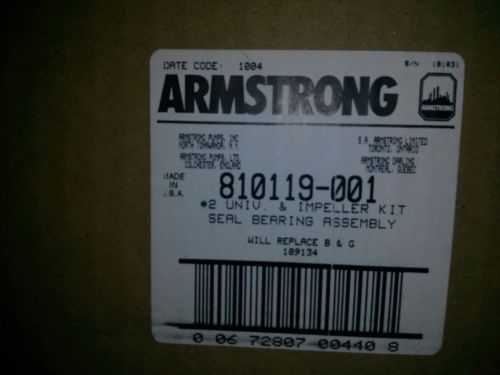 DATE CODE: 1004 S/N 181831
ARMSTRONG
ARMSTRONG
ARMSTRONG PUMPS, INC
NORTH TONAWANDA, N.Y
S.A. ARMSTRONG LIMITED
TORONTO, ONTARIO
ARMSTRONG PUMPS, LTD
COLCHESTER, ENGLAND
ARMSTRONG DARLING
MONTREAL, QUEBEC
MADE
IN
U.S.A.
810119-001
#2 UNIV. & IMPELLER KIT
SEAL BEARING ASSEMBLY
WILL REPLACE B & G
189134
0 06 72807 00440 8